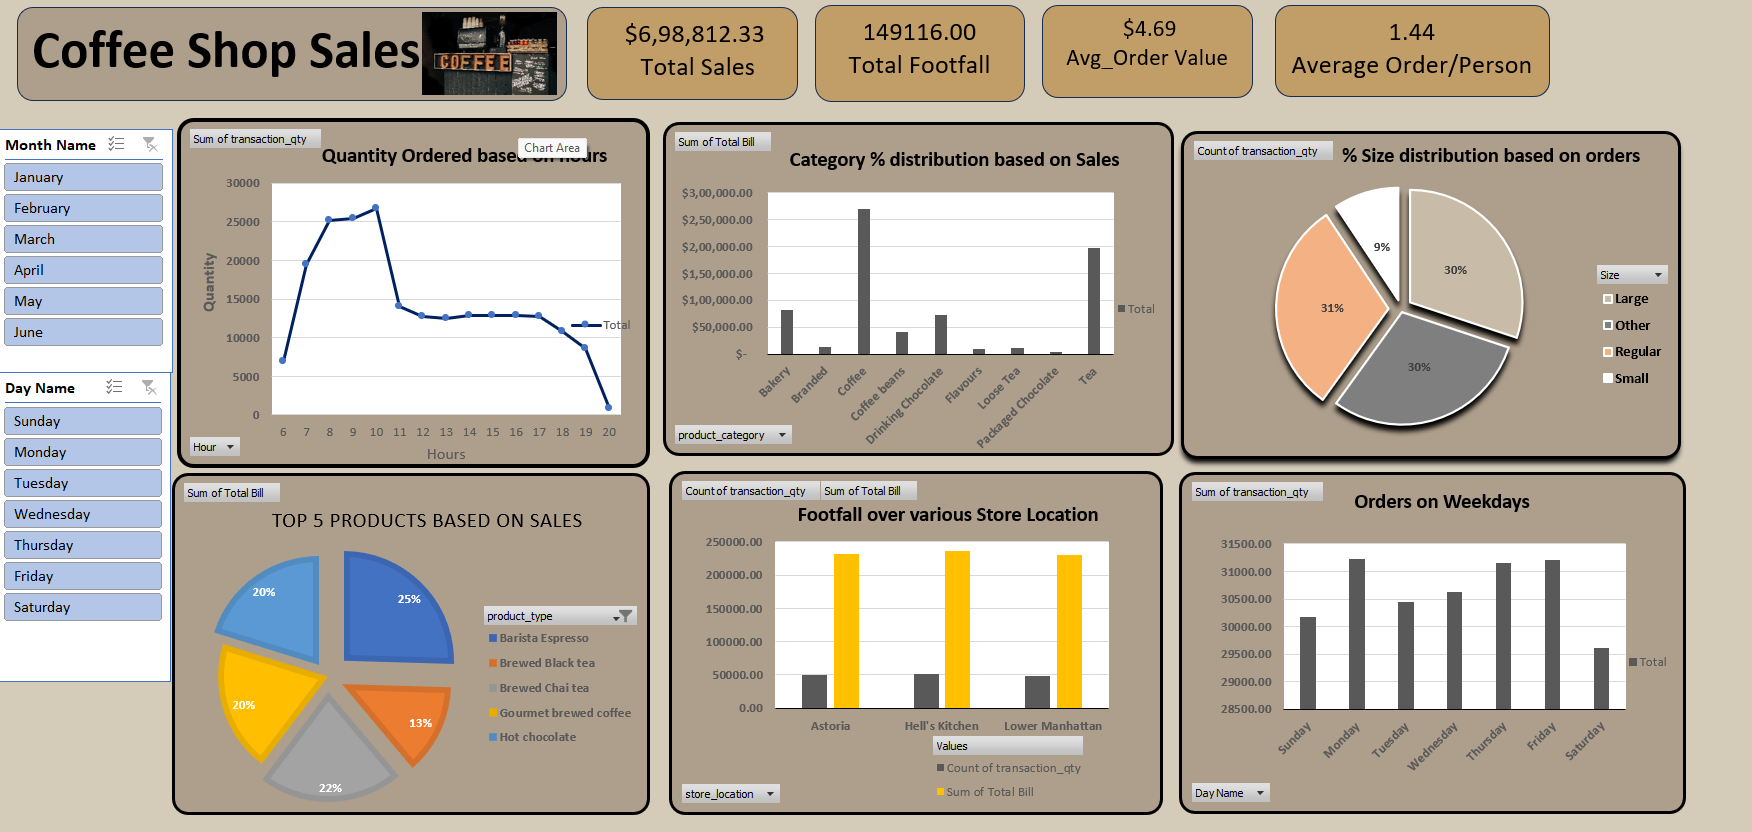 Coffee Shop Sales
COFFEE
$6,98,812.33
Total Sales
149116.00
Total Footfall
$4.69
Avg_Order Value
1.44
Average Order/Person
Month Name
January
February
March
April
May
June
Day Name
Sunday
Monday
Tuesday
Wednesday
Thursday
Friday
Saturday
Sum of transaction_qty
Chart Area
Quantity Ordered based on hours
30000
25000
20000
15000
10000
5000
0
Quantity
Total
6 7 8 9 10 11 12 13 14 15 16 17 18 19 20
Hour
Hours
Sum of Total Bill
Category % distribution based on Sales
$3,00,000.00
$2,50,000.00
$2,00,000.00
$1,50,000.00
$1,00,000.00
$50,000.00
$-
Total
Bakery
Branded
Coffee
Coffee beans
Drinking Chocolate
Flavours
Loose Tea
Packaged Chocolate
Tea
product_category
Count of transaction_qty
% Size distribution based on orders
9%
30%
31%
30%
Size
Large
Other
Regular
Small
Sum of Total Bill
TOP 5 PRODUCTS BASED ON SALES
20%
25%
20%
13%
22%
product_type
Barista Espresso
Brewed Black tea
Brewed Chai tea
Gourmet brewed coffee
Hot chocolate
Count of transaction_qty
Sum of Total Bill
Footfall over various Store Location
250000.00
200000.00
150000.00
100000.00
50000.00
0.00
Astoria
Hell's Kitchen
Lower Manhattan
Values
Count of transaction_qty
Sum of Total Bill
store_location
Sum of transaction_qty
Orders on Weekdays
31500.00
31000.00
30500.00
30000.00
29500.00
29000.00
28500.00
Total
Sunday
Monday
Tuesday
Wednesday
Thursday
Friday
Saturday
Day Name